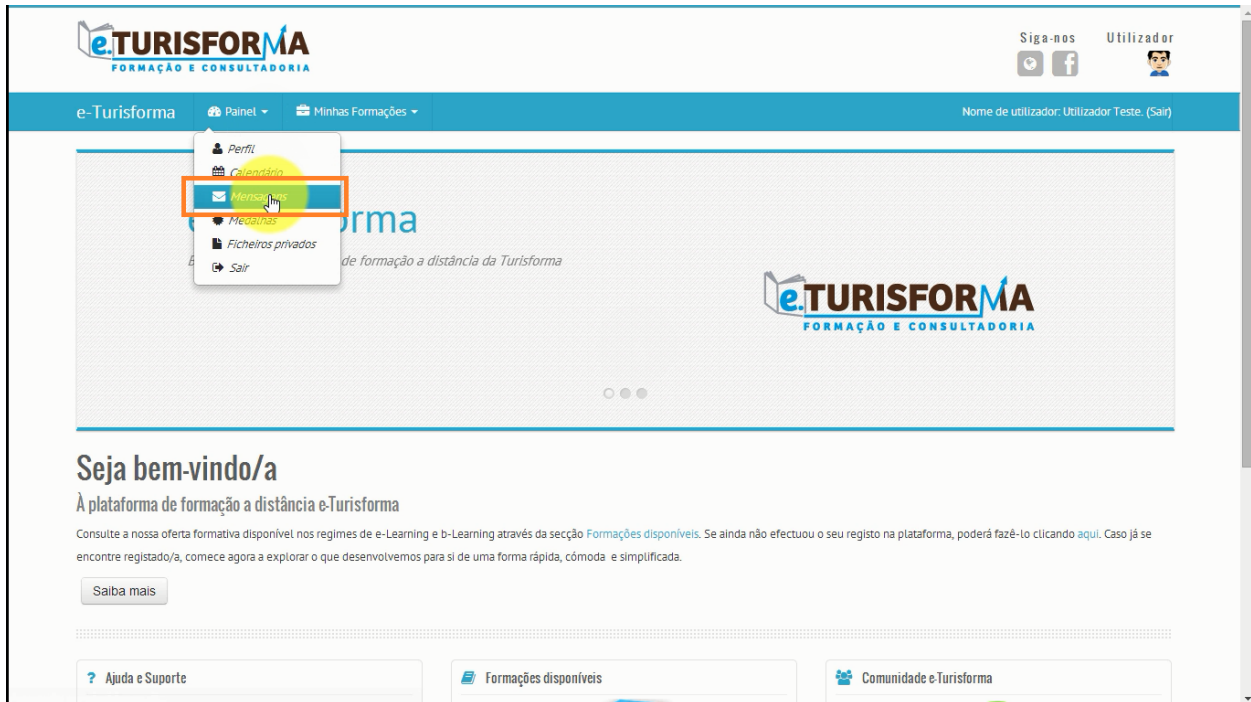 e.TURISFORMA
FORMAÇÃO E CONSULTADORIA
Siga-nos Utilizador
e-Turisforma Painel Minhas Formações Nome de utilizador: Utilizador Teste. (Sair)
Perfil
Calendário
Mensagens
Medalhas
Ficheiros privados
Sair
orma
de formação a distância da Turisforma
e.TURISFORMA
FORMAÇÃO E CONSULTADORIA
Seja bem-vindo/a
À plataforma de formação a distância e-Turisforma
Consulte a nossa oferta formativa disponível nos regimes de e-Learning e b-Learning através da secção Formações disponíveis. Se ainda não efectuou o seu registo na plataforma, poderá fazê-lo clicando aqui. Caso já se
encontre registado/a, comece agora a explorar o que desenvolvemos para si de uma forma rápida, cómoda e simplificada.
Saiba mais
? Ajuda e Suporte
Formações disponíveis
Comunidade e-Turisforma